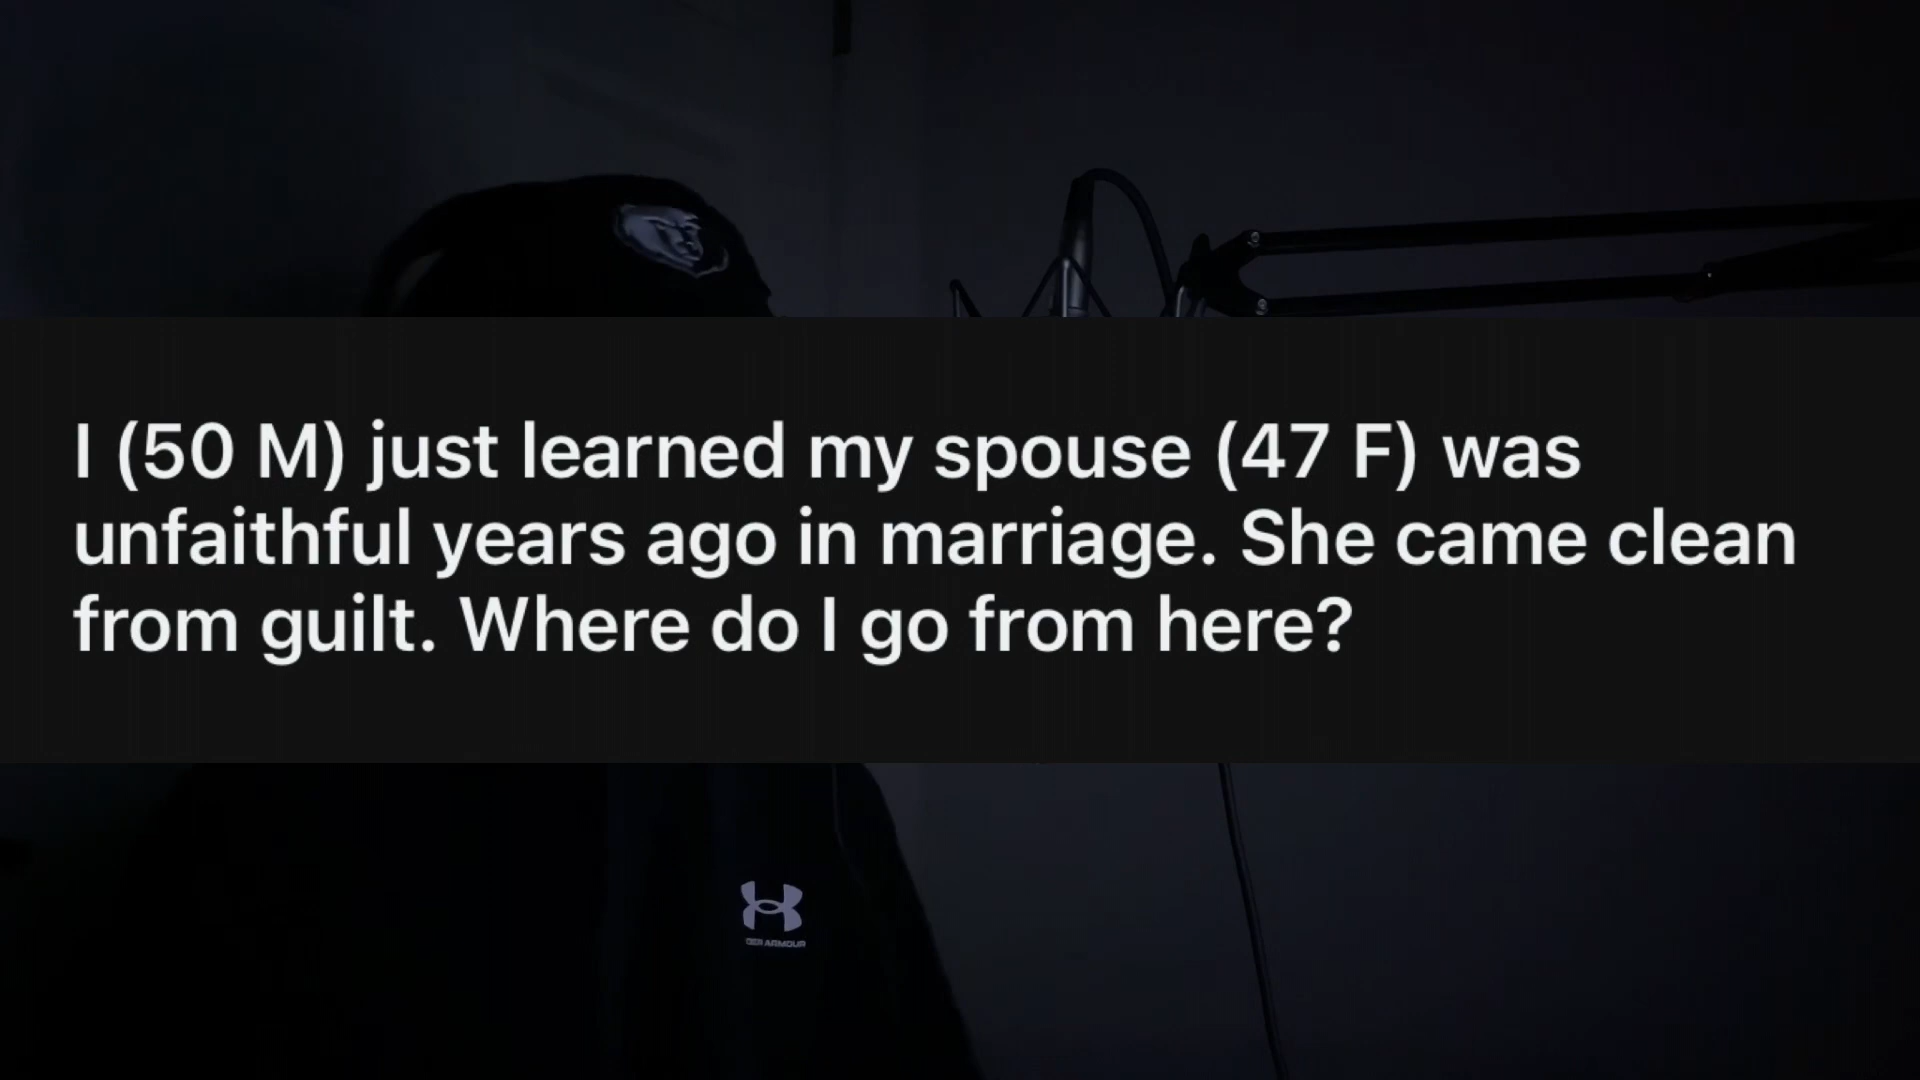 I (50 M) just learned my spouse (47 F) was
unfaithful years ago in marriage. She came clean
from guilt. Where do I go from here?